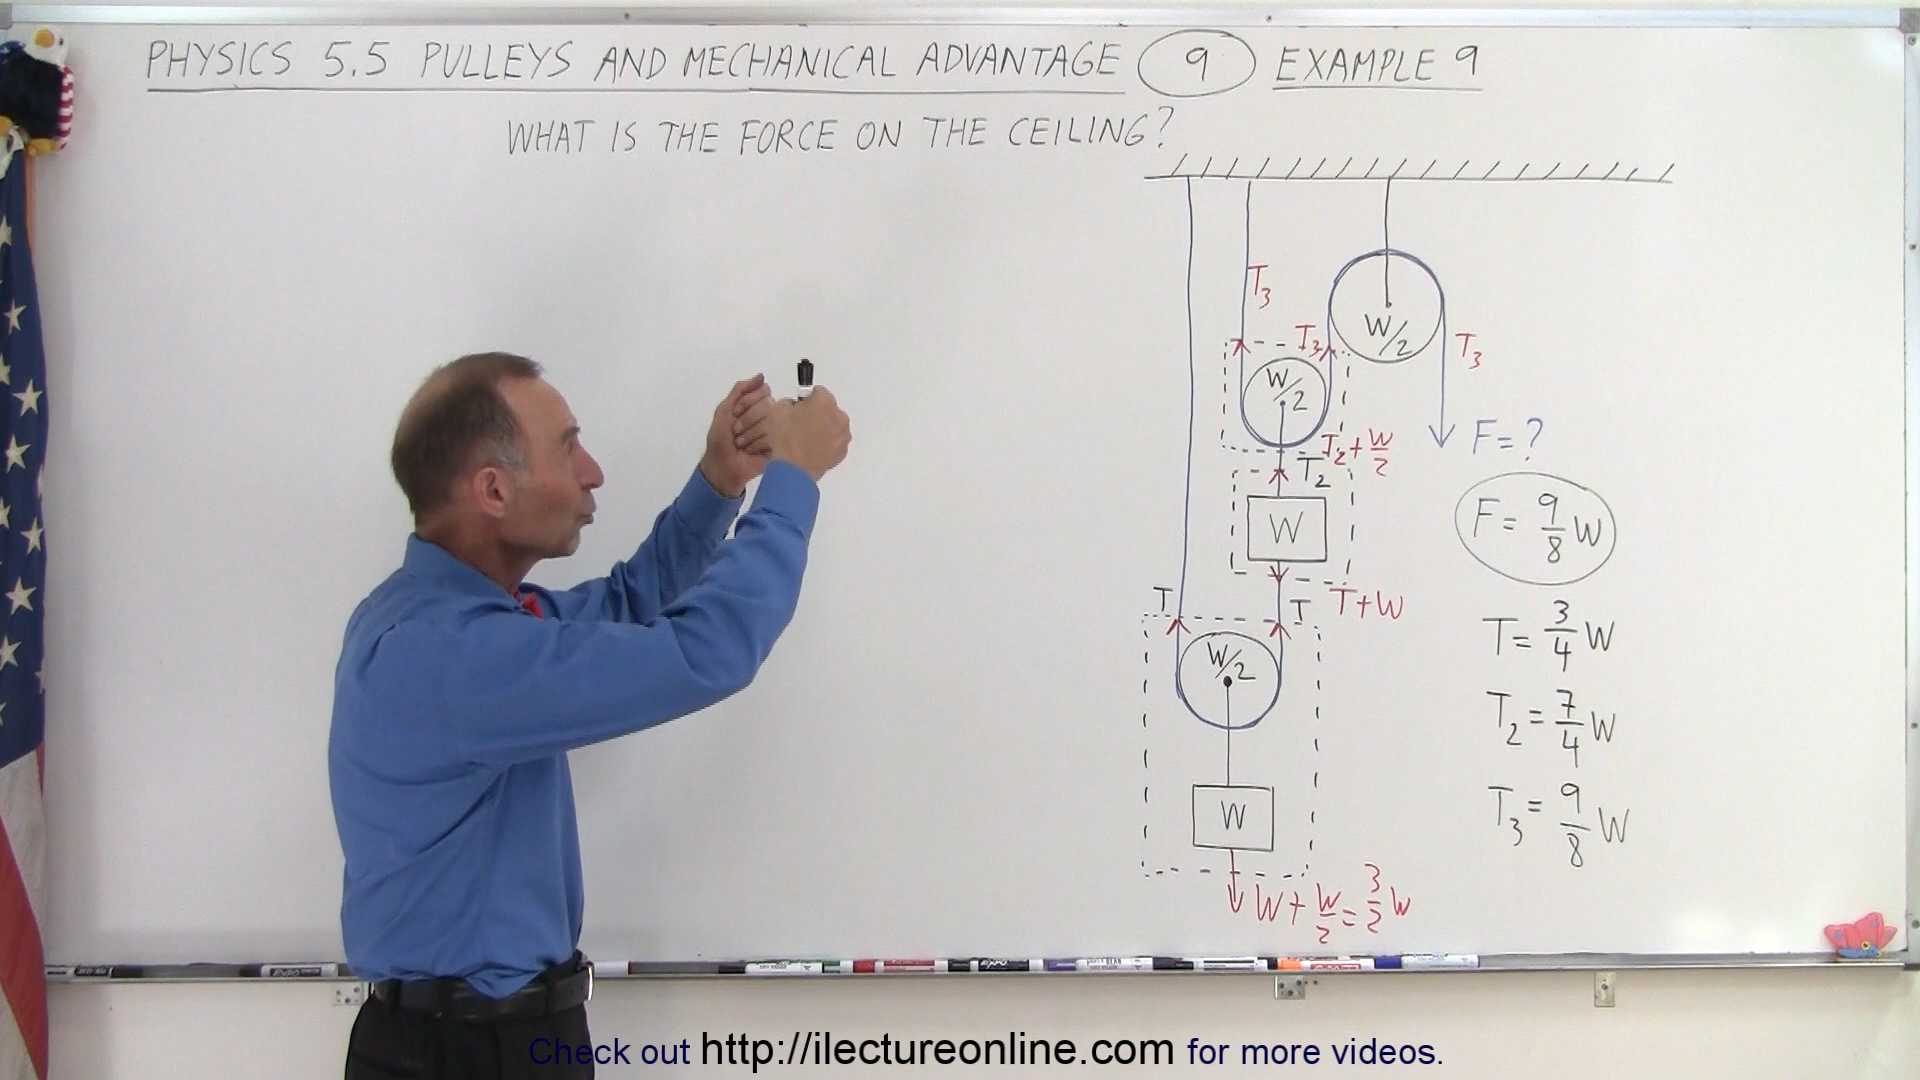 PHYSICS 5.5 PULLEYS AND MECHANICAL ADVANTAGE 9 EXAMPLE 9
WHAT IS THE FORCE ON THE CEILING?
T3
W/2
T3
T3
W/2
F=?
T2+W/2
T2
W
F= 9/8 W
T
T
T+W
T= 3/4 W
W/2
T2= 7/4 W
W
T3= 9/8 W
W+W/2=3/2W
EXPO
Check out http://ilectureonline.com for more videos.